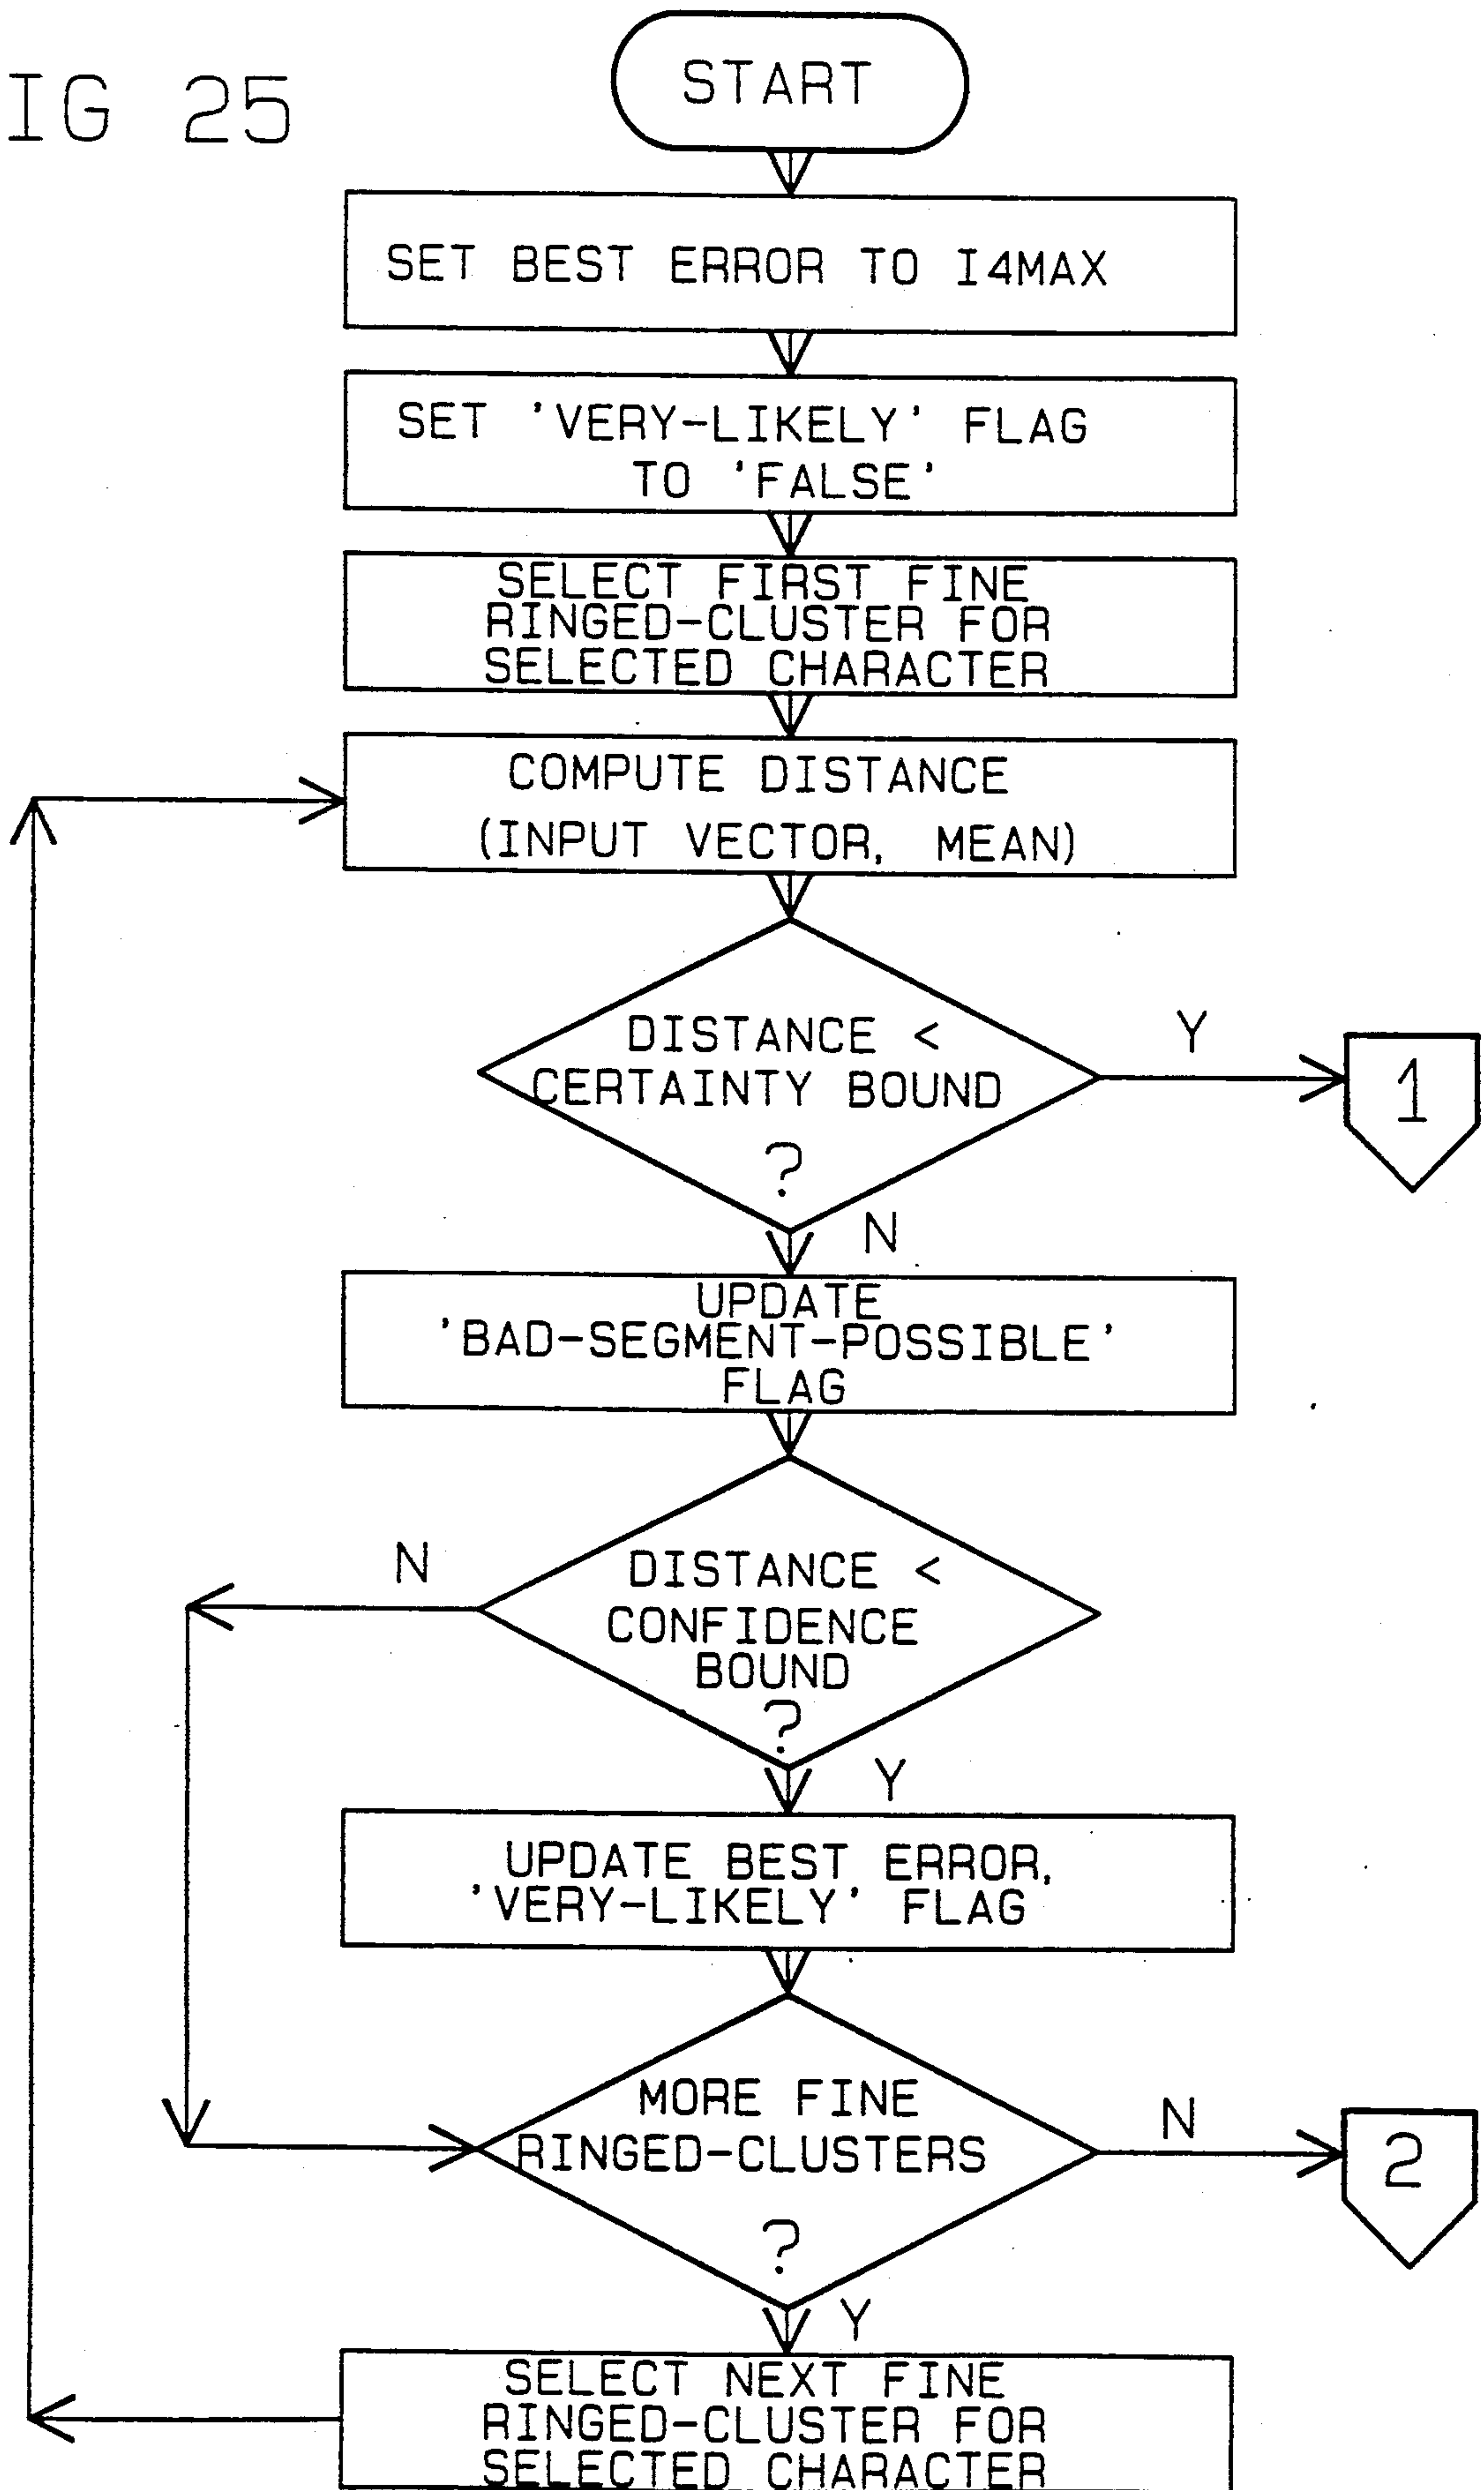 IG 25
START
SET BEST ERROR TO I4MAX
SET 'VERY-LIKELY' FLAG
TO 'FALSE'
SELECT FIRST FINE
RINGED-CLUSTER FOR
SELECTED CHARACTER
COMPUTE DISTANCE
(INPUT VECTOR, MEAN)
DISTANCE <
CERTAINTY BOUND
?
Y
1
N
UPDATE
'BAD-SEGMENT-POSSIBLE'
FLAG
N
DISTANCE <
CONFIDENCE
BOUND
?
Y
UPDATE BEST ERROR,
'VERY-LIKELY' FLAG
MORE FINE
RINGED-CLUSTERS
?
N
2
Y
SELECT NEXT FINE
RINGED-CLUSTER FOR
SELECTED CHARACTER